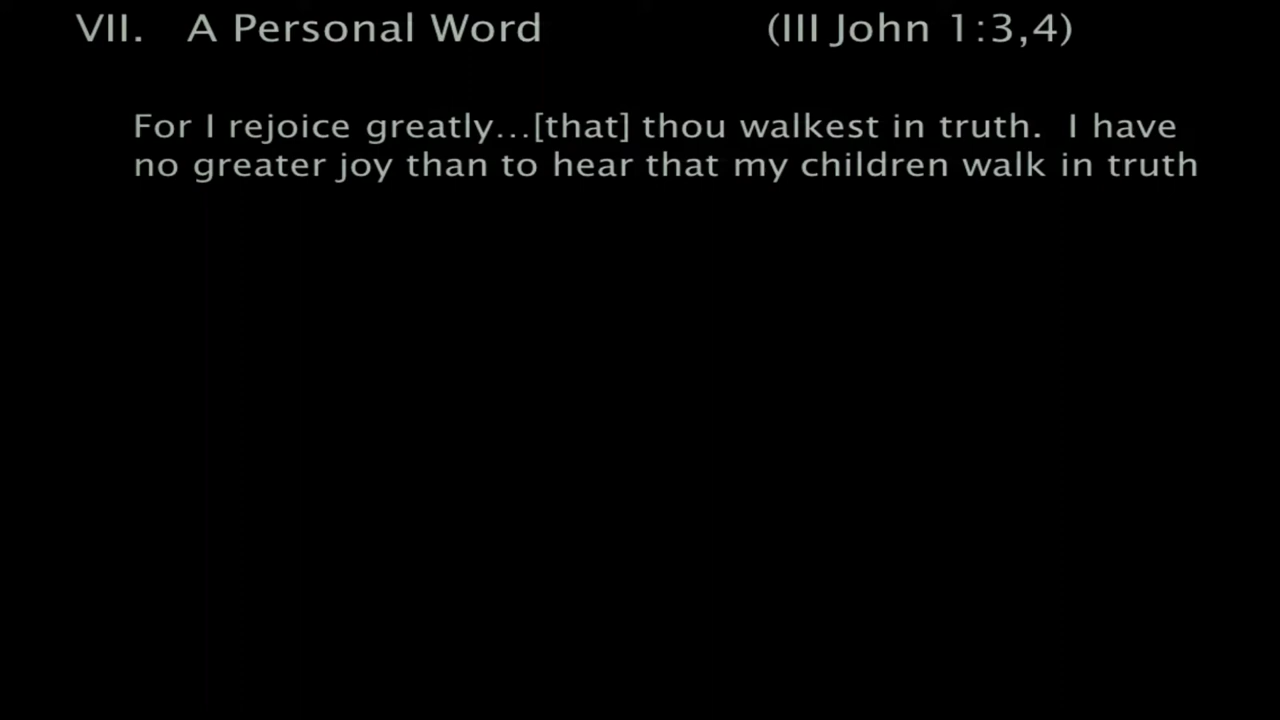 VII. A Personal Word (III John 1:3,4)
For I rejoice greatly...[that] thou walkest in truth. I have
no greater joy than to hear that my children walk in truth